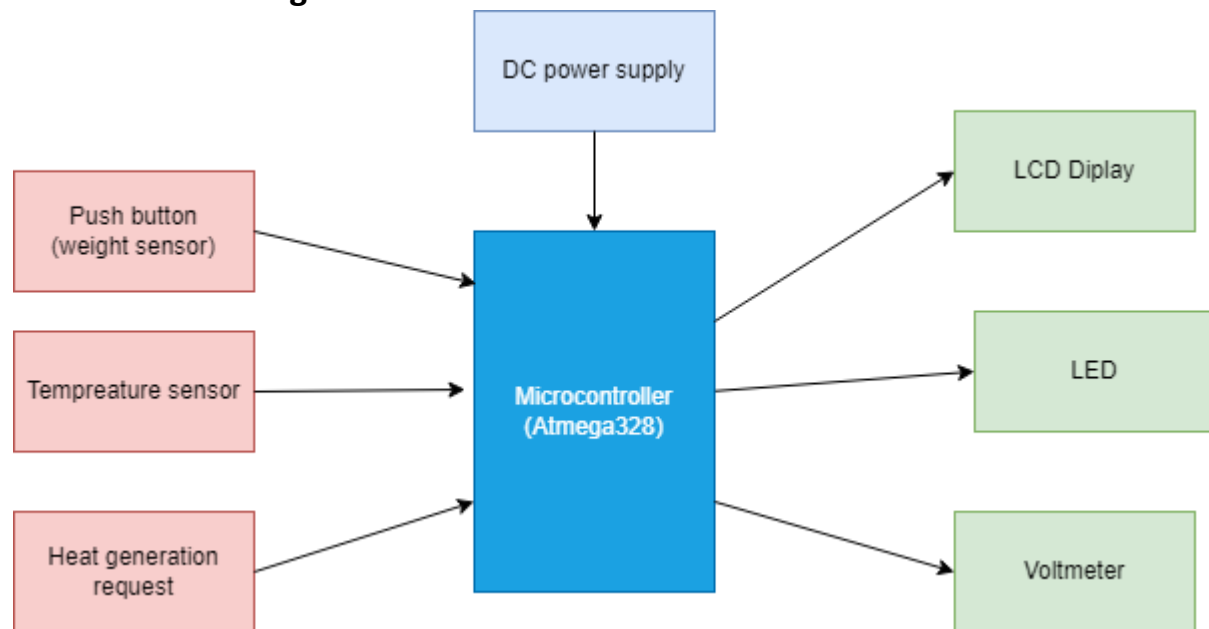 DC power supply
LCD Diplay
Push button
(weight sensor)
LED
Tempreature sensor
Microcontroller
(Atmega328)
Heat generation
request
Voltmeter